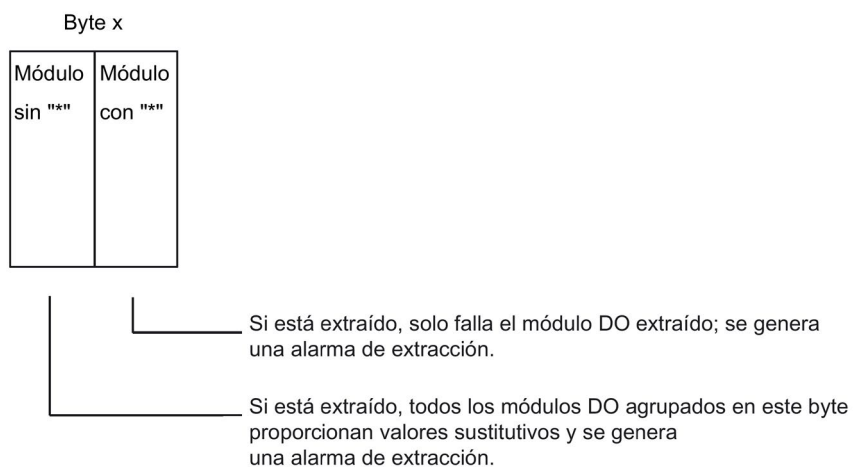 Byte x
Módulo
sin "*"
Módulo
con "*"
Si está extraído, solo falla el módulo DO extraído; se genera
una alarma de extracción.
Si está extraído, todos los módulos DO agrupados en este byte
proporcionan valores sustitutivos y se genera
una alarma de extracción.